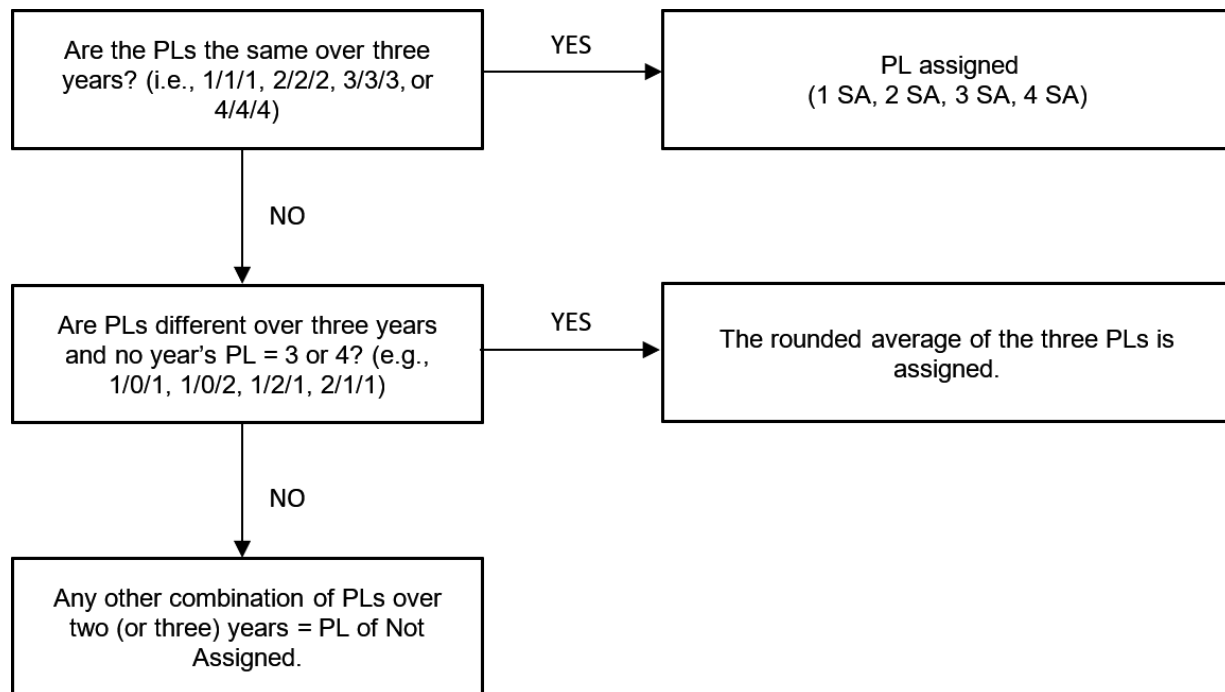 Are the PLs the same over three
years? (i.e., 1/1/1, 2/2/2, 3/3/3, or
4/4/4)
YES
PL assigned
(1 SA, 2 SA, 3 SA, 4 SA)
NO
Are PLs different over three years
and no year's PL = 3 or 4? (e.g.,
1/0/1, 1/0/2, 1/2/1, 2/1/1)
YES
The rounded average of the three PLs is
assigned.
NO
Any other combination of PLs over
two (or three) years = PL of Not
Assigned.